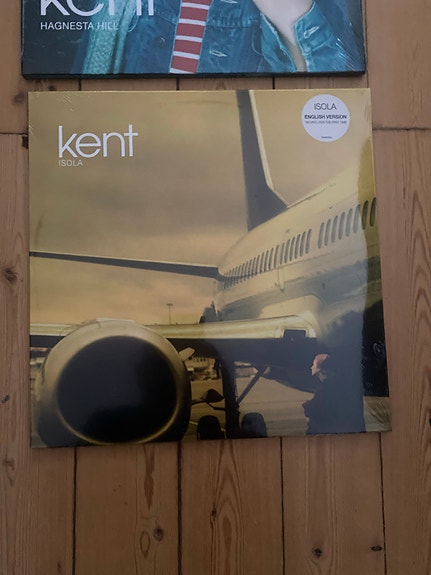 kent
HAGNESTA HILL
kent
ISOLA
ISOLA
ENGLISH VERSION